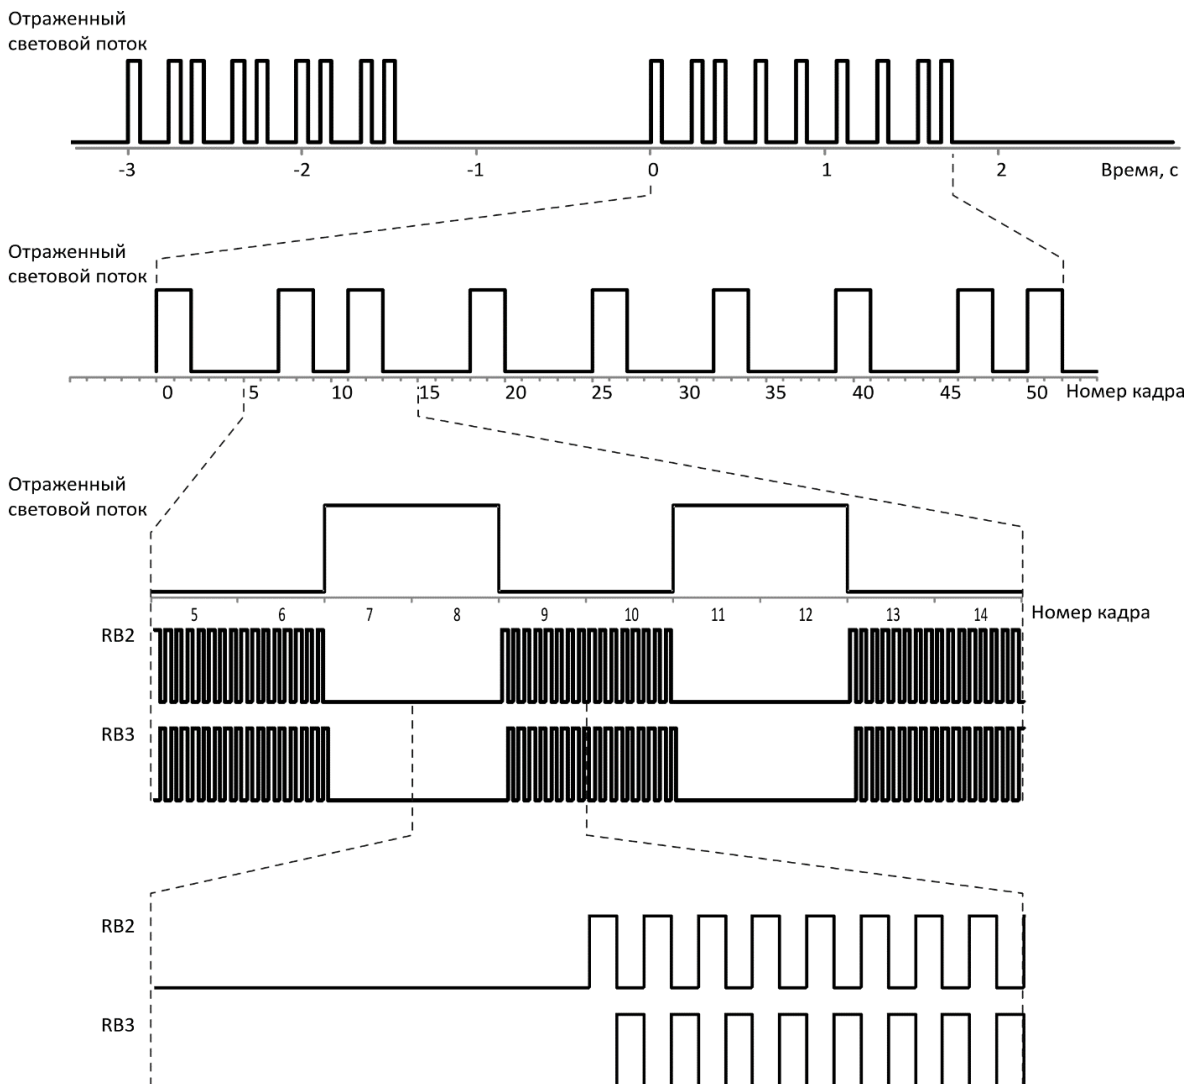 Отраженный
световой поток
-3 -2 -1 0 1 2 Время, с
Отраженный
световой поток
0 5 10 15 20 25 30 35 40 45 50 Номер кадра
Отраженный
световой поток
5 6 7 8 9 10 11 12 13 14 Номер кадра
RB2
RB3
RB2
RB3